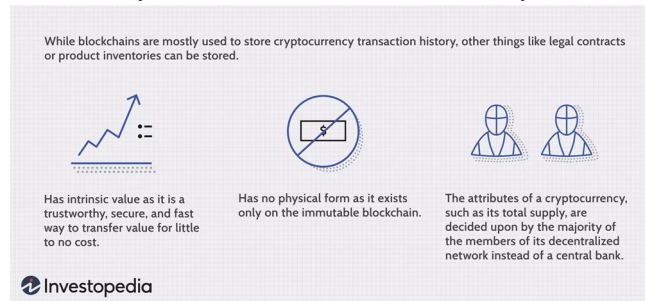 While blockchains are mostly used to store cryptocurrency transaction history, other things like legal contracts
or product inventories can be stored.
$
Has intrinsic value as it is a
trustworthy, secure, and fast
way to transfer value for little
to no cost.
Has no physical form as it exists
only on the immutable blockchain.
The attributes of a cryptocurrency,
such as its total supply, are
decided upon by the majority of
the members of its decentralized
network instead of a central bank.
Investopedia